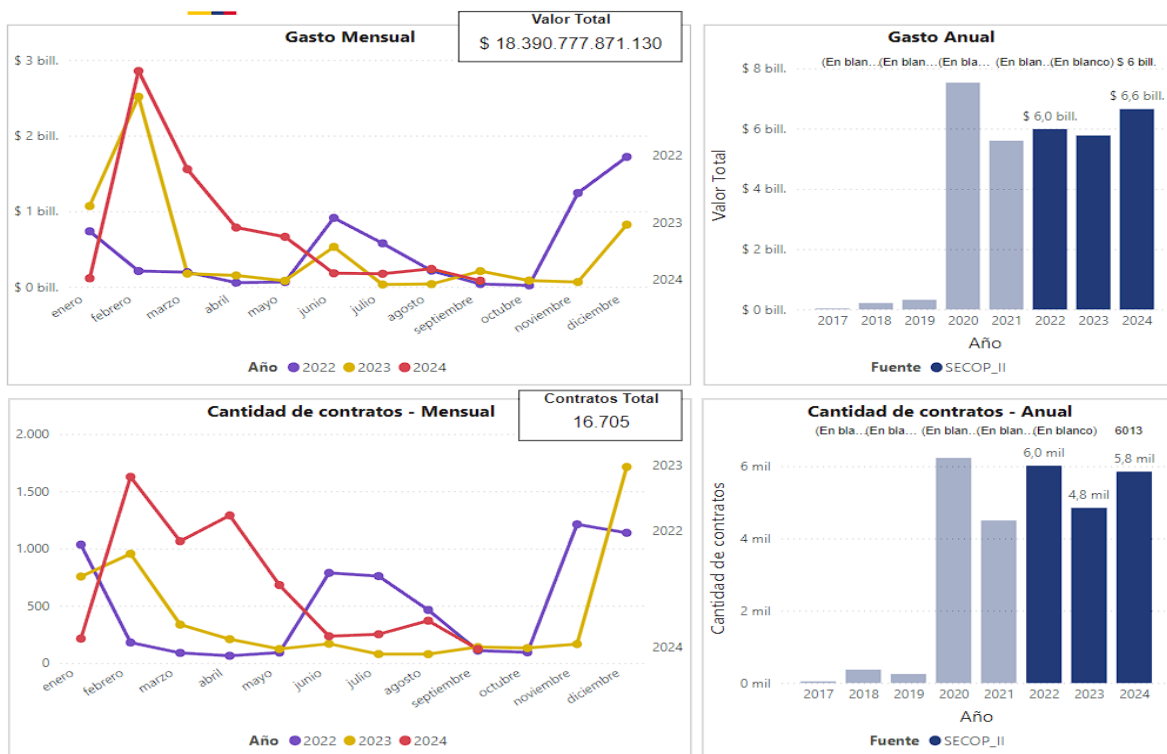 Gasto Mensual
Valor Total
$ 18.390.777.871.130
$ 3 bill.
$ 2 bill.
$ 1 bill.
$ 0 bill.
2022
2023
2024
enero
febrero
marzo
abril
mayo
junio
julio
agosto
septiembre
octubre
noviembre
diciembre
Año 2022 2023 2024
Gasto Anual
(En blan... (En blan... (En bla... (En blan... (En blanco) $ 6 bill.
$ 8 bill.
$ 6 bill.
$ 4 bill.
$ 2 bill.
$ 0 bill.
Valor Total
$ 6,0 bill.
$ 6,6 bill.
2017 2018 2019 2020 2021 2022 2023 2024
Año
Fuente SECOP_II
Cantidad de contratos - Mensual
Contratos Total
16.705
2.000
1.500
1.000
500
0
2023
2022
2024
enero
febrero
marzo
abril
mayo
junio
julio
agosto
septiembre
octubre
noviembre
diciembre
Año 2022 2023 2024
Cantidad de contratos - Anual
(En bla... (En bla... (En blan... (En blan... (En blanco) 6013
6 mil
4 mil
2 mil
0 mil
Cantidad de contratos
6,0 mil
4,8 mil
5,8 mil
2017 2018 2019 2020 2021 2022 2023 2024
Año
Fuente SECOP_II